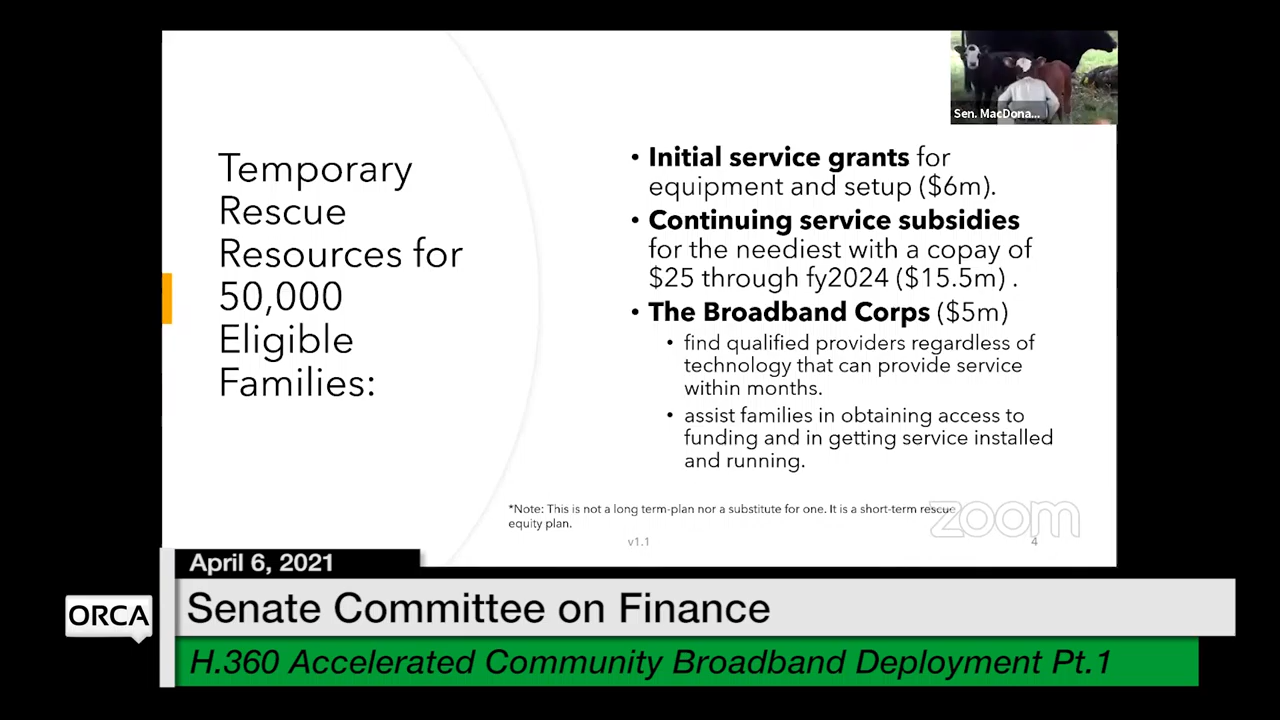 Sen. MacDona...
Temporary
Rescue
Resources for
50,000
Eligible
Families:
• Initial service grants for
equipment and setup ($6m).
• Continuing service subsidies
for the neediest with a copay of
$25 through fy2024 ($15.5m) .
• The Broadband Corps ($5m)
• find qualified providers regardless of
technology that can provide service
within months.
• assist families in obtaining access to
funding and in getting service installed
and running.
*Note: This is not a long term-plan nor a substitute for one. It is a short-term rescue
equity plan.
zoom
v1.1
4
April 6, 2021
ORCA
Senate Committee on Finance
H.360 Accelerated Community Broadband Deployment Pt.1